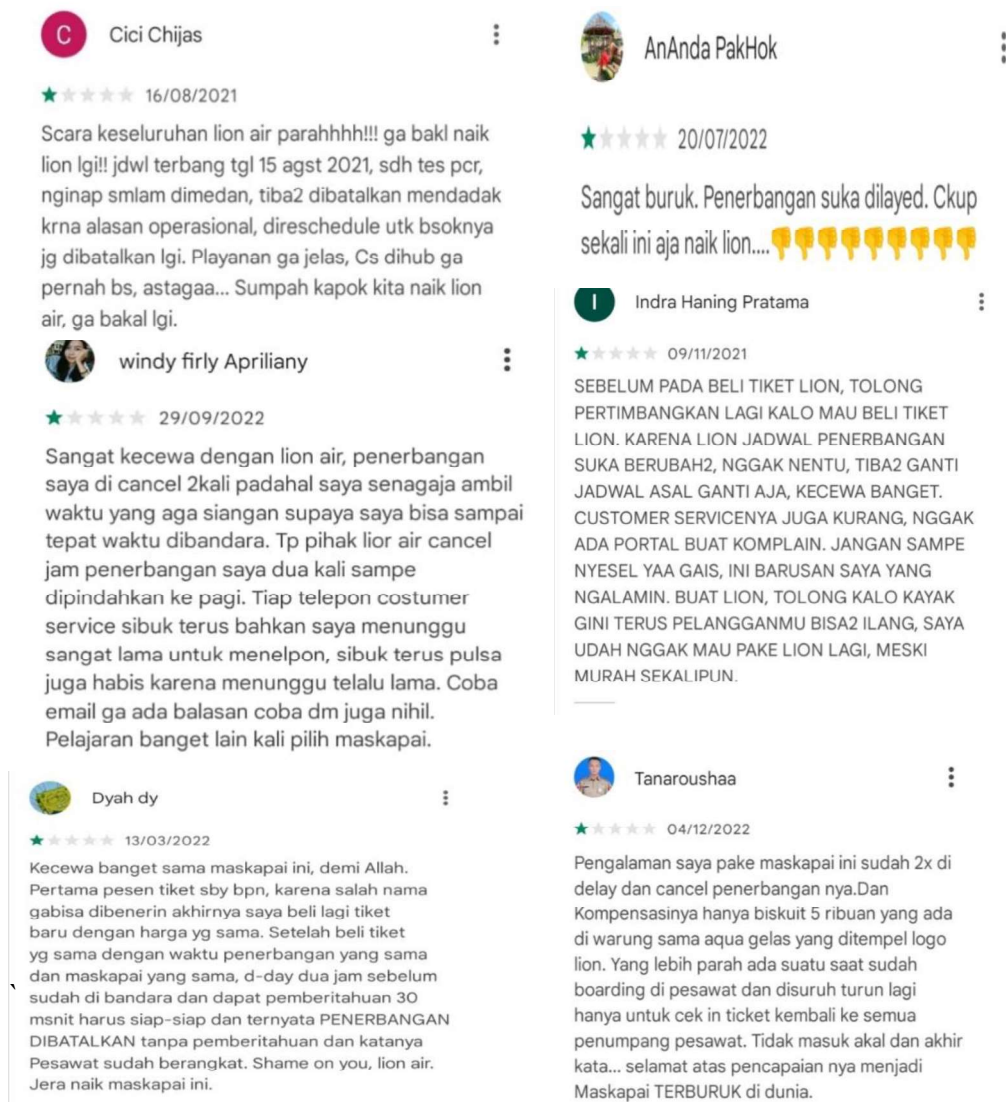 C
Cici Chijas
16/08/2021
Scara keseluruhan lion air parahhhh!!! ga bakl naik
lion lgi!! jdwl terbang tgl 15 agst 2021, sdh tes pcr,
nginap smlam dimedan, tiba2 dibatalkan mendadak
krna alasan operasional, direschedule utk bsoknya
jg dibatalkan lgi. Playanan ga jelas, Cs dihub ga
pernah bs, astagaa... Sumpah kapok kita naik lion
air, ga bakal lgi.
windy firly Apriliany
29/09/2022
Sangat kecewa dengan lion air, penerbangan
saya di cancel 2kali padahal saya senagaja ambil
waktu yang aga siangan supaya saya bisa sampai
tepat waktu dibandara. Tp pihak lior air cancel
jam penerbangan saya dua kali sampe
dipindahkan ke pagi. Tiap telepon costumer
service sibuk terus bahkan saya menunggu
sangat lama untuk menelpon, sibuk terus pulsa
juga habis karena menunggu telalu lama. Coba
email ga ada balasan coba dm juga nihil.
Pelajaran banget lain kali pilih maskapai.
Dyah dy
13/03/2022
Kecewa banget sama maskapai ini, demi Allah.
Pertama pesen tiket sby bpn, karena salah nama
gabisa dibenerin akhirnya saya beli lagi tiket
baru dengan harga yg sama. Setelah beli tiket
yg sama dengan waktu penerbangan yang sama
dan maskapai yang sama, d-day dua jam sebelum
sudah di bandara dan dapat pemberitahuan 30
msnit harus siap-siap dan ternyata PENERBANGAN
DIBATALKAN tanpa pemberitahuan dan katanya
Pesawat sudah berangkat. Shame on you, lion air.
Jera naik maskapai ini.
`
AnAnda PakHok
20/07/2022
Sangat buruk. Penerbangan suka dilayed. Ckup
sekali ini aja naik lion....👎👎👎👎👎👎👎👎👎
I
Indra Haning Pratama
09/11/2021
SEBELUM PADA BELI TIKET LION, TOLONG
PERTIMBANGKAN LAGI KALO MAU BELI TIKET
LION. KARENA LION JADWAL PENERBANGAN
SUKA BERUBAH2, NGGAK NENTU, TIBA2 GANTI
JADWAL ASAL GANTI AJA, KECEWA BANGET.
CUSTOMER SERVICENYA JUGA KURANG, NGGAK
ADA PORTAL BUAT KOMPLAIN. JANGAN SAMPE
NYESEL YAA GAIS, INI BARUSAN SAYA YANG
NGALAMIN. BUAT LION, TOLONG KALO KAYAK
GINI TERUS PELANGGANMU BISA2 ILANG, SAYA
UDAH NGGAK MAU PAKE LION LAGI, MESKI
MURAH SEKALIPUN.
Tanaroushaa
04/12/2022
Pengalaman saya pake maskapai ini sudah 2x di
delay dan cancel penerbangan nya.Dan
Kompensasinya hanya biskuit 5 ribuan yang ada
di warung sama aqua gelas yang ditempel logo
lion. Yang lebih parah ada suatu saat sudah
boarding di pesawat dan disuruh turun lagi
hanya untuk cek in ticket kembali ke semua
penumpang pesawat. Tidak masuk akal dan akhir
kata... selamat atas pencapaian nya menjadi
Maskapai TERBURUK di dunia.